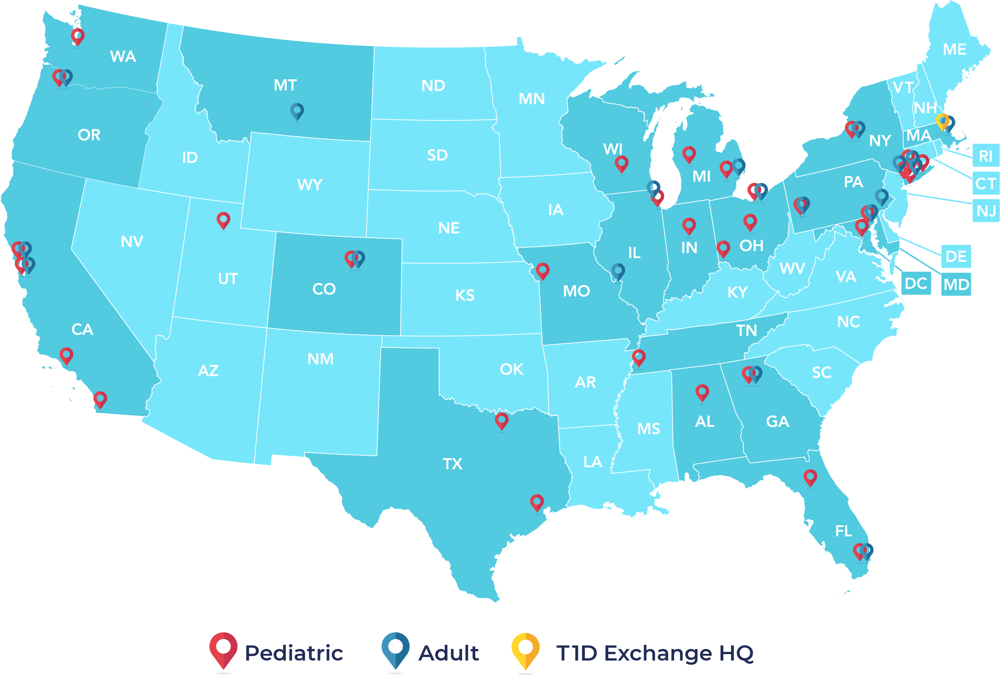 ME
WA
MT
ND
VT
MN
NH
OR
MA
NY
WI
RI
SD
ID
MI
PA
CT
WY
IA
NJ
NE
NV
OH
IN
IL
DE
WV
VA
UT
DC
MD
CO
MO
KY
KS
NC
CA
TN
NM
OK
AZ
SC
AR
AL
GA
MS
LA
TX
FL
Pediatric
Adult
T1D Exchange HQ